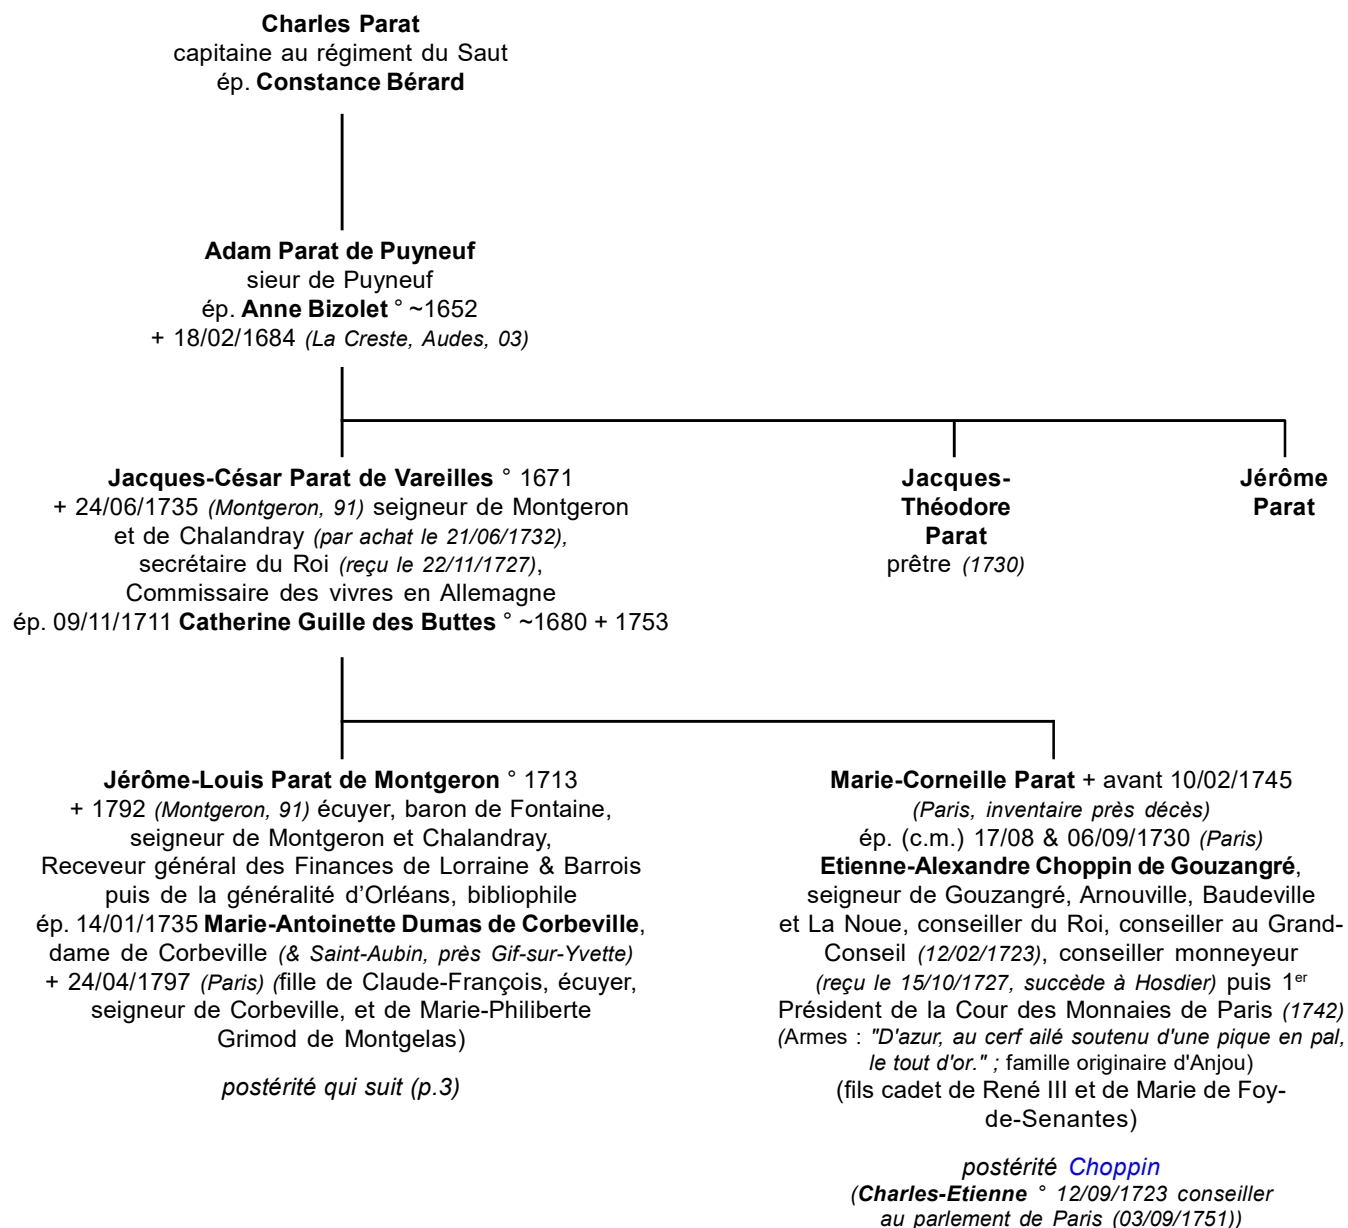 Charles Parat
capitaine au régiment du Saut
ép. Constance Bérard
Adam Parat de Puyneuf
sieur de Puyneuf
ép. Anne Bizolet ° ~1652
+ 18/02/1684 (La Creste, Audes, 03)
Jacques-César Parat de Vareilles ° 1671
+ 24/06/1735 (Montgeron, 91) seigneur de Montgeron
et de Chalandray (par achat le 21/06/1732),
secrétaire du Roi (reçu le 22/11/1727),
Commissaire des vivres en Allemagne
ép. 09/11/1711 Catherine Guille des Buttes ° ~1680 + 1753
Jacques-
Théodore
Parat
prêtre (1730)
Jérôme
Parat
Jérôme-Louis Parat de Montgeron ° 1713
+ 1792 (Montgeron, 91) écuyer, baron de Fontaine,
seigneur de Montgeron et Chalandray,
Receveur général des Finances de Lorraine & Barrois
puis de la généralité d'Orléans, bibliophile
ép. 14/01/1735 Marie-Antoinette Dumas de Corbeville,
dame de Corbeville (& Saint-Aubin, près Gif-sur-Yvette)
+ 24/04/1797 (Paris) (fille de Claude-François, écuyer,
seigneur de Corbeville, et de Marie-Philiberte
Grimod de Montgelas)
postérité qui suit (p.3)
Marie-Corneille Parat + avant 10/02/1745
(Paris, inventaire près décès)
ép. (c.m.) 17/08 & 06/09/1730 (Paris)
Etienne-Alexandre Choppin de Gouzangré,
seigneur de Gouzangré, Arnouville, Baudeville
et La Noue, conseiller du Roi, conseiller au Grand-
Conseil (12/02/1723), conseiller monneyeur
(reçu le 15/10/1727, succède à Hosdier) puis 1er
Président de la Cour des Monnaies de Paris (1742)
(Armes : "D'azur, au cerf ailé soutenu d'une pique en pal,
le tout d'or." ; famille originaire d'Anjou)
(fils cadet de René III et de Marie de Foy-
de-Senantes)
postérité Choppin
(Charles-Etienne ° 12/09/1723 conseiller
au parlement de Paris (03/09/1751))